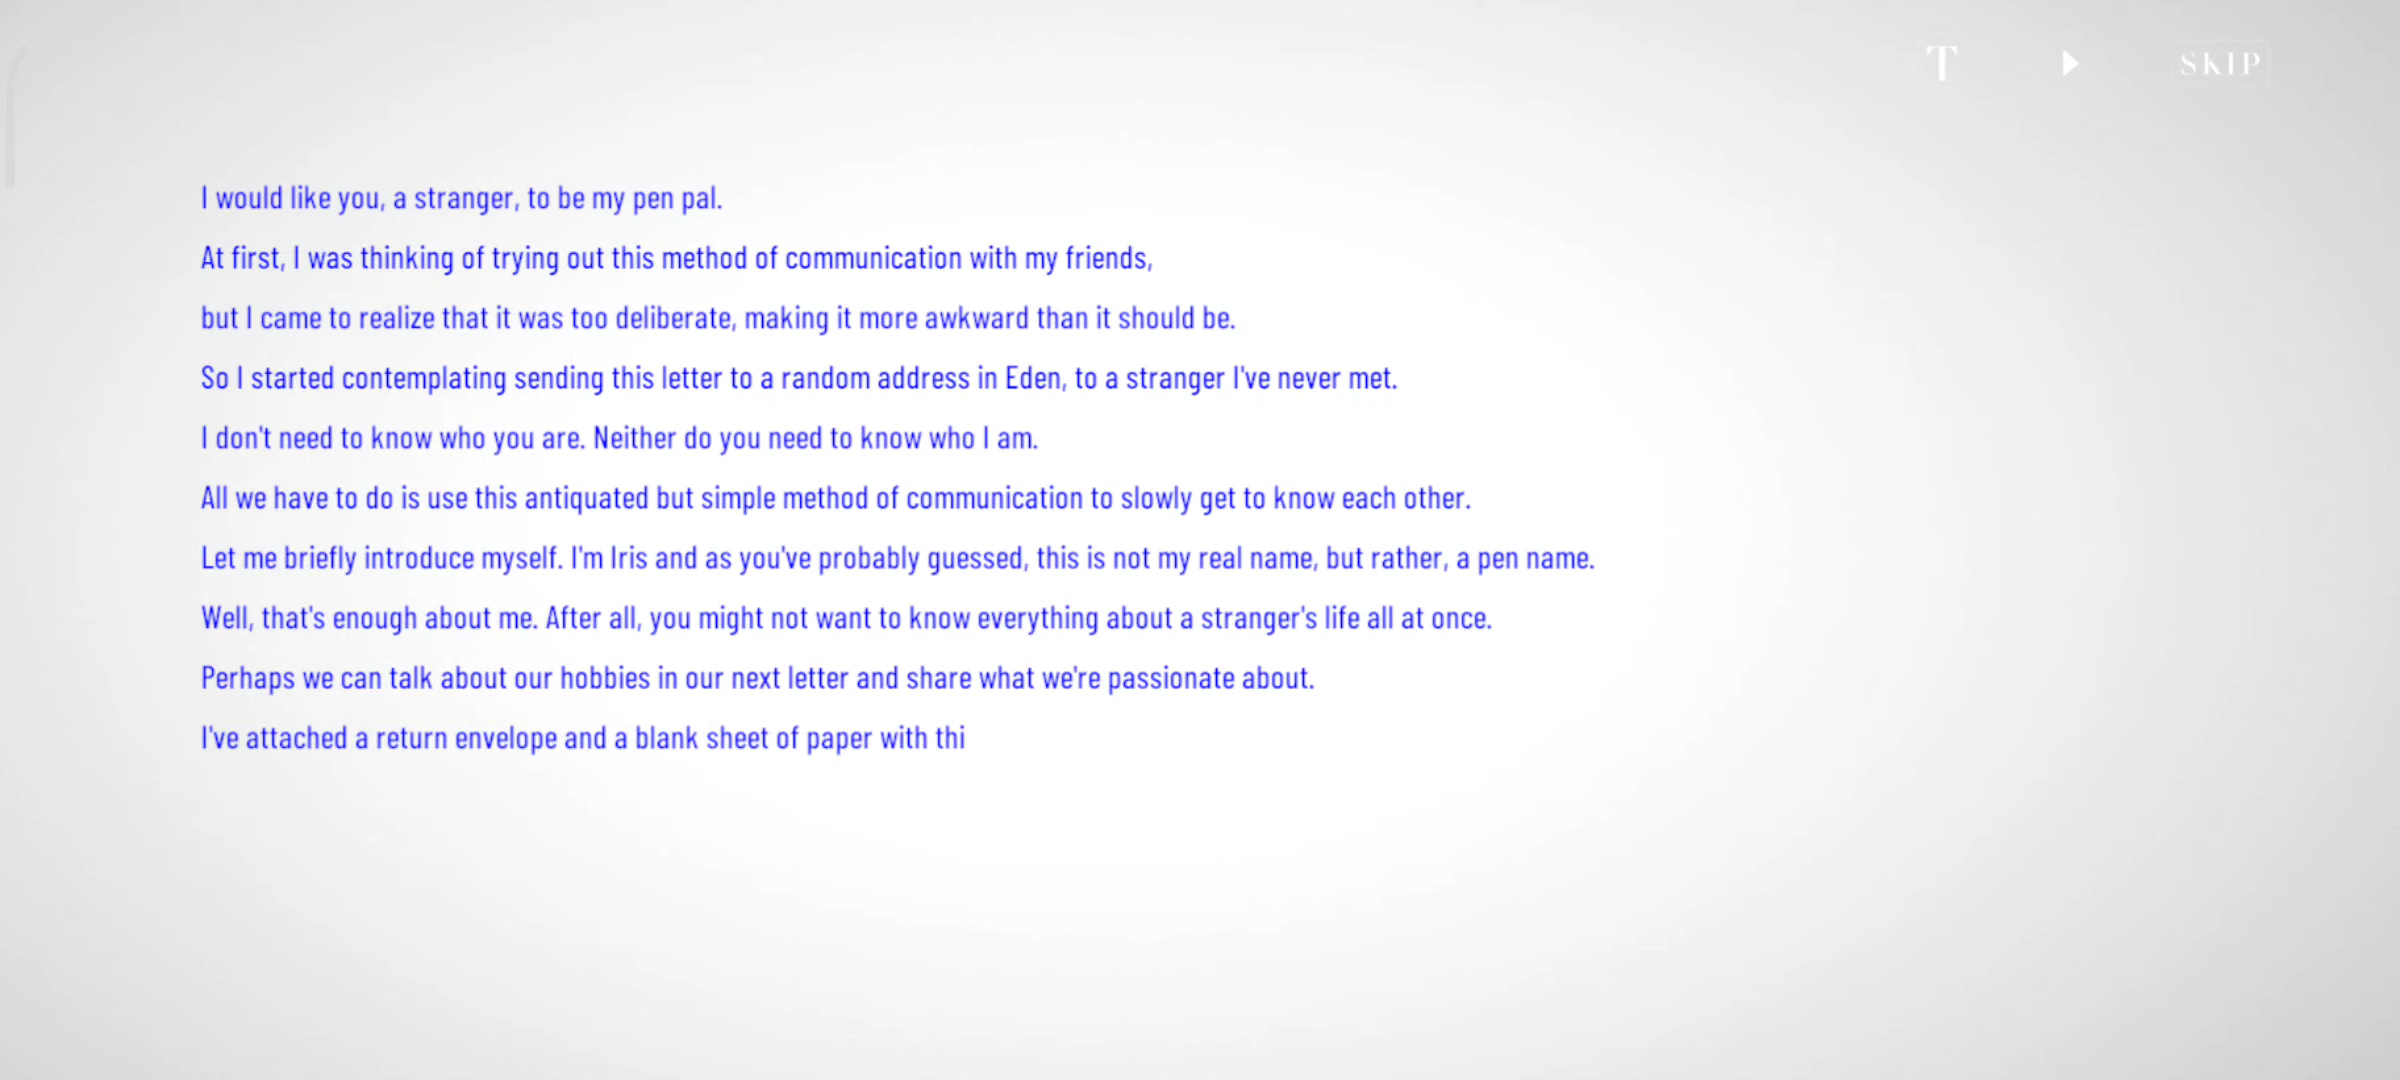 T
SKIP
I would like you, a stranger, to be my pen pal.
At first, I was thinking of trying out this method of communication with my friends,
but I came to realize that it was too deliberate, making it more awkward than it should be.
So I started contemplating sending this letter to a random address in Eden, to a stranger I've never met.
I don't need to know who you are. Neither do you need to know who I am.
All we have to do is use this antiquated but simple method of communication to slowly get to know each other.
Let me briefly introduce myself. I'm Iris and as you've probably guessed, this is not my real name, but rather, a pen name.
Well, that's enough about me. After all, you might not want to know everything about a stranger's life all at once.
Perhaps we can talk about our hobbies in our next letter and share what we're passionate about.
I've attached a return envelope and a blank sheet of paper with thi